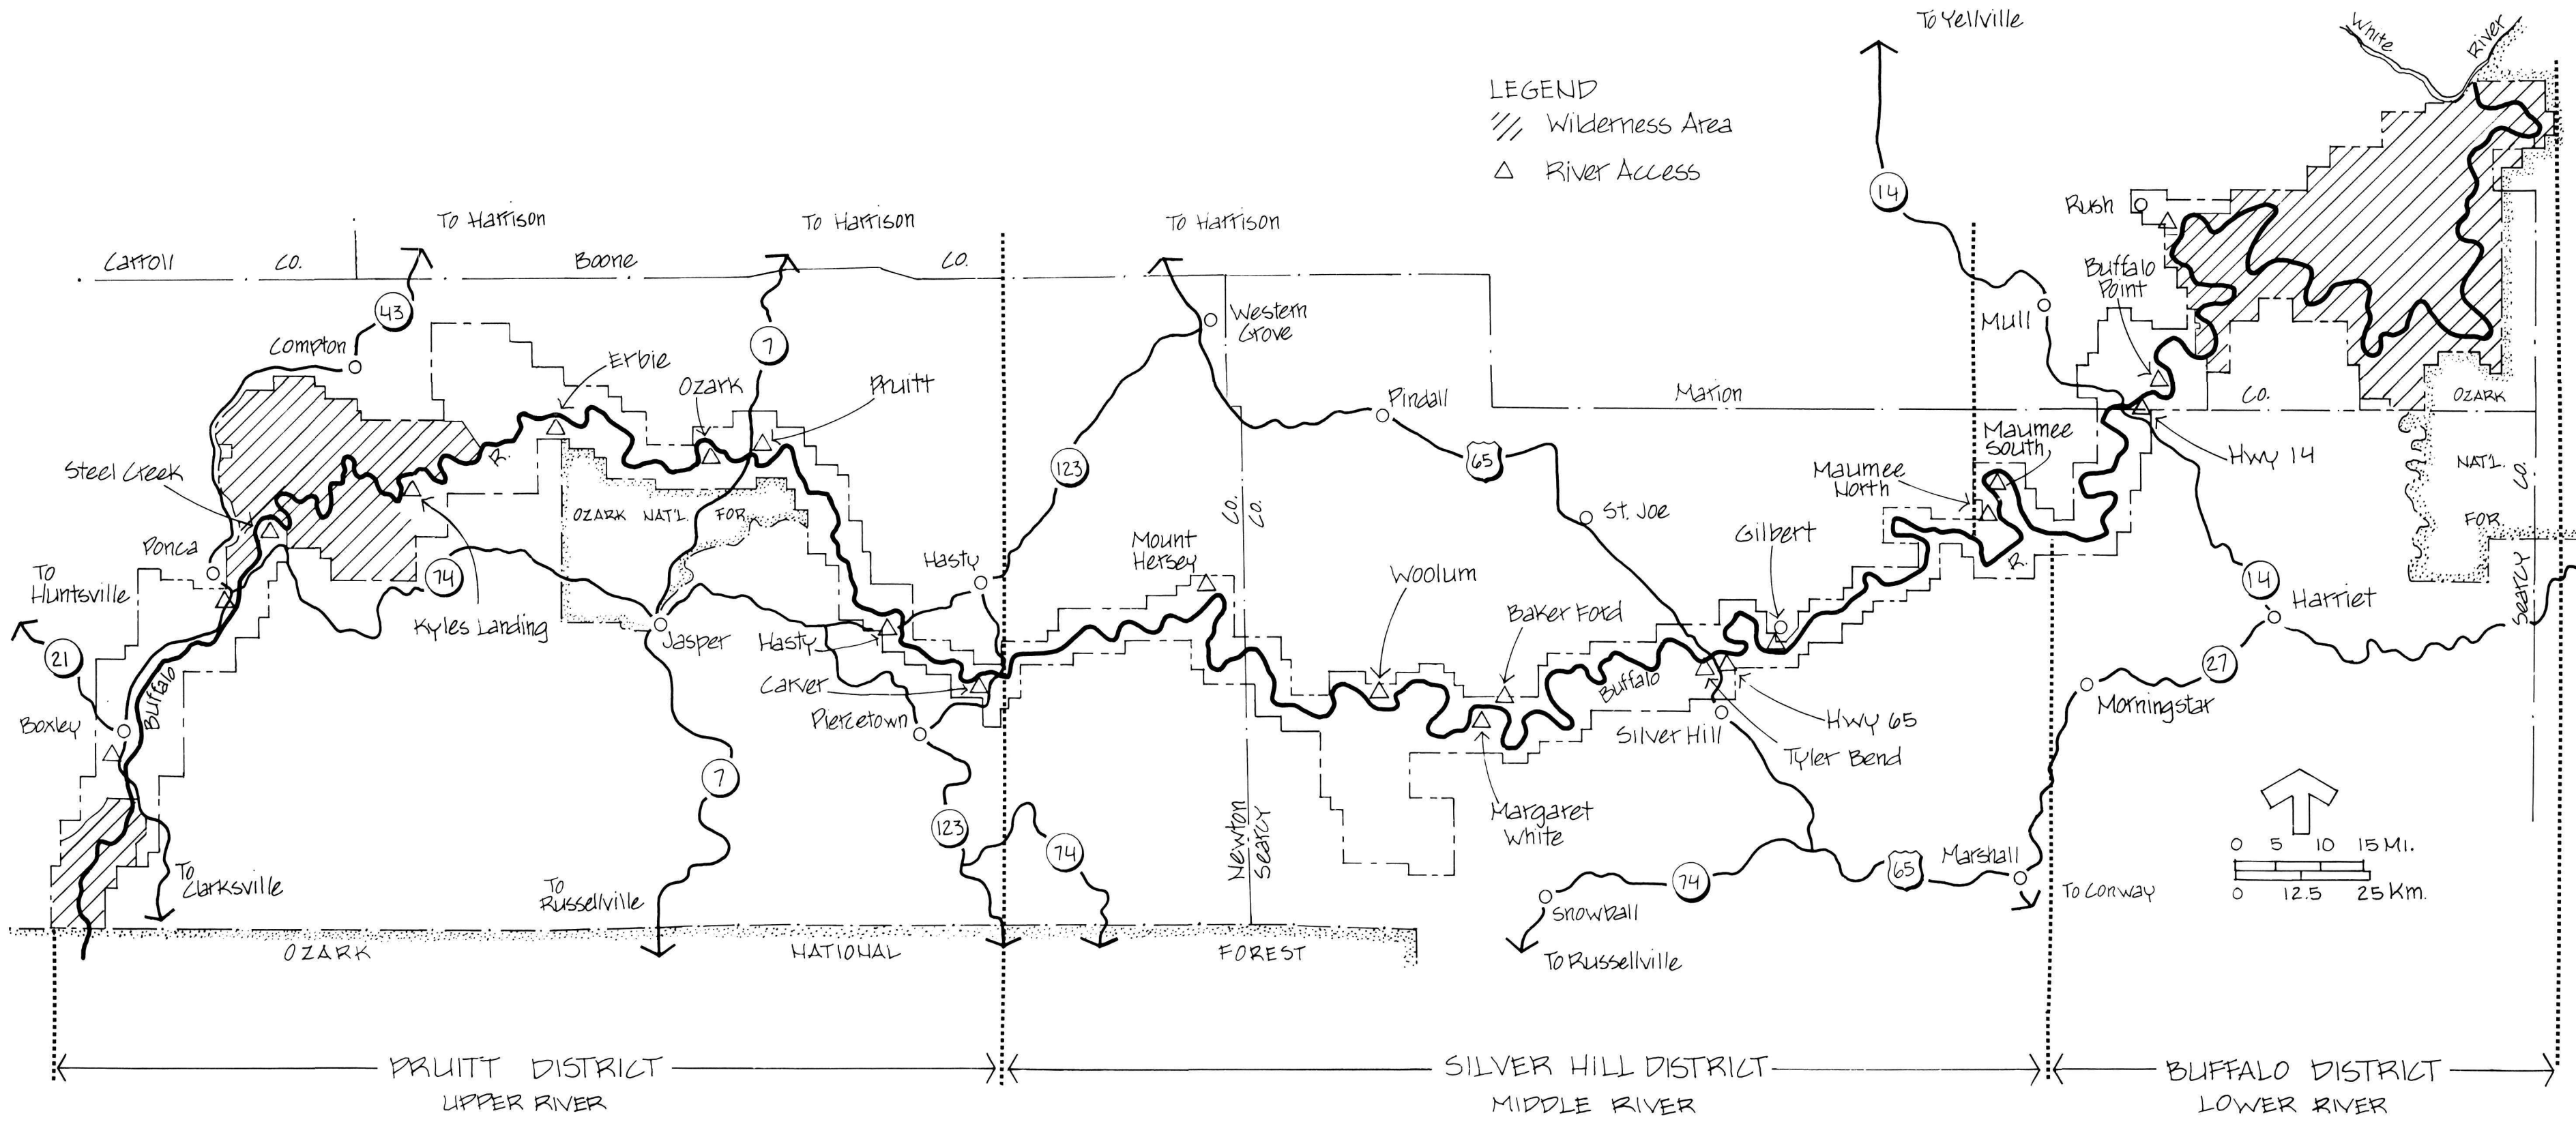 To Yellville
White
River
LEGEND
Wilderness Area
River Access
14
To Harrison
To Harrison
To Harrison
Carroll
Co.
Boone
Co.
43
Compton
7
Erbie
Ozark
Pruitt
Western
Grove
Rush
Buffalo
Point
Mull
Pindall
Marion
Co.
OZARK
NAT'L.
FOR.
Co.
SEARCY
Hwy 14
Maumee
South
Maumee
North
65
123
Steel Creek
R.
OZARK NAT'L. FOR.
Ponca
To
Huntsville
74
Kyles Landing
Jasper
Hasty
Hasty
Mount
Hersey
Co.
Co.
St. Joe
Gilbert
R.
Woolum
Baker Ford
14
Harriet
27
Morningstar
21
Buffalo
Boxley
Carver
Piercetown
Buffalo
Silver Hill
Hwy 65
Tyler Bend
Margaret
White
7
123
74
Newton
SEARCY
To
Clarksville
To
Russellville
Snowball
74
65
Marshall
To Conway
To Russellville
0 5 10 15 Mi.
0 12.5 25 Km.
OZARK
NATIONAL
FOREST
PRUITT DISTRICT
UPPER RIVER
SILVER HILL DISTRICT
MIDDLE RIVER
BUFFALO DISTRICT
LOWER RIVER